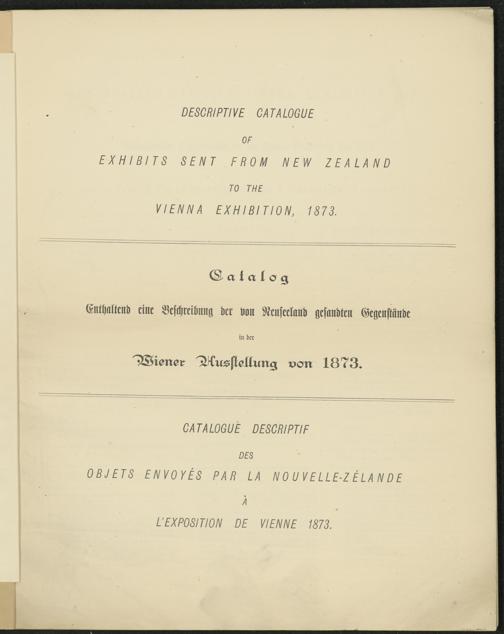 DESCRIPTIVE CATALOGUE
OF
EXHIBITS SENT FROM NEW ZEALAND
TO THE
VIENNA EXHIBITION, 1873.
Catalog
Enthaltend eine Beschreibung der von Neuseeland gesandten Gegenstände
in der
Wiener Ausstellung von 1873.
CATALOGUE DESCRIPTIF
DES
OBJETS ENVOYÉS PAR LA NOUVELLE-ZÉLANDE
À
L'EXPOSITION DE VIENNE 1873.